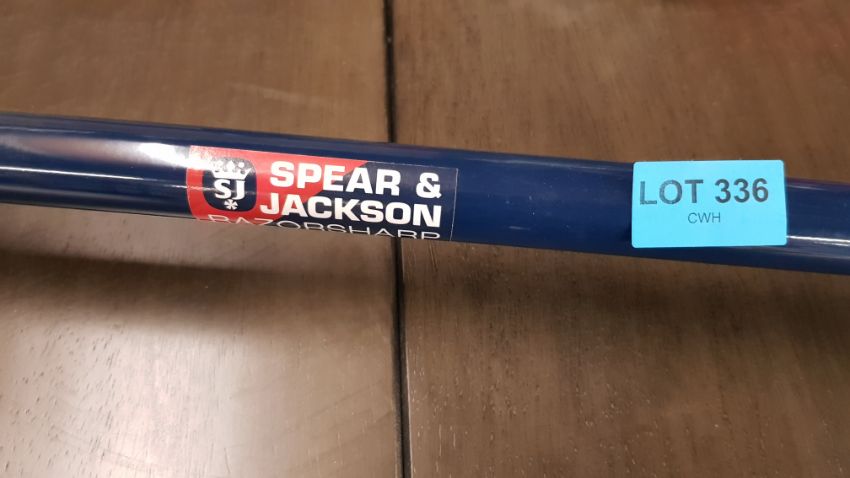 SJ
SPEAR &
JACKSON
RAZORSHARP
LOT 336
CWH